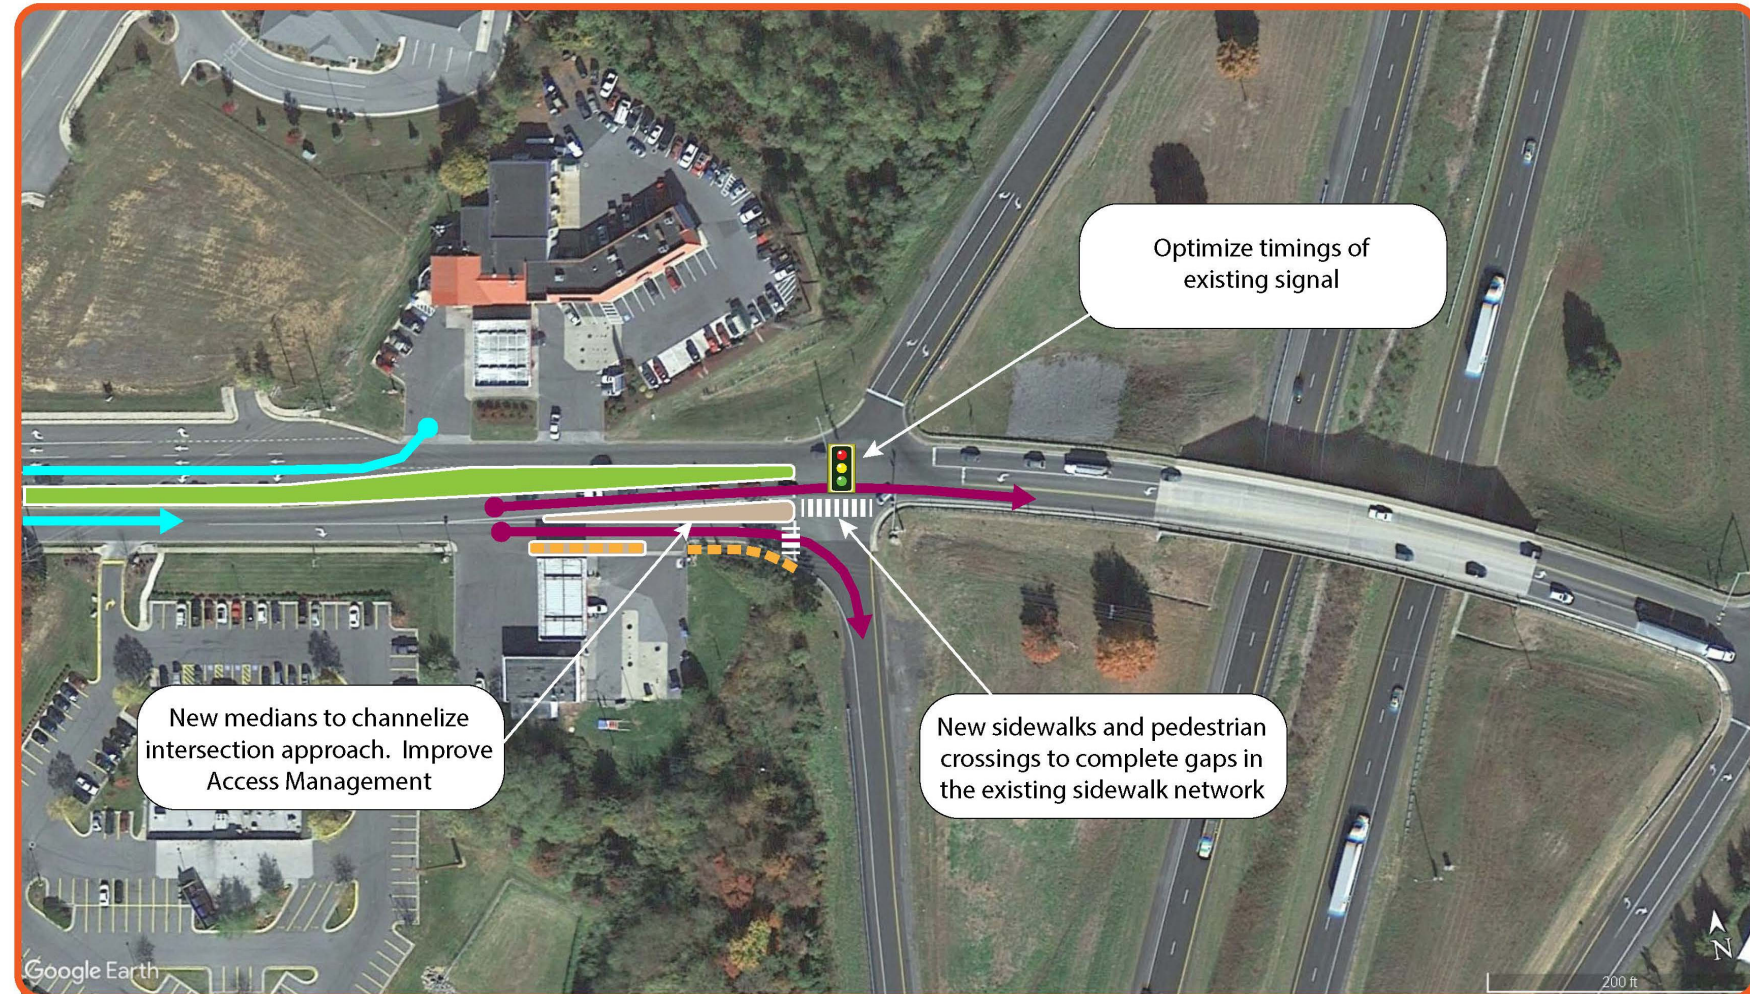 Optimize timings of
existing signal
New medians to channelize
intersection approach.  Improve
Access Management
New sidewalks and pedestrian
crossings to complete gaps in
the existing sidewalk network
Google Earth
N
200 ft